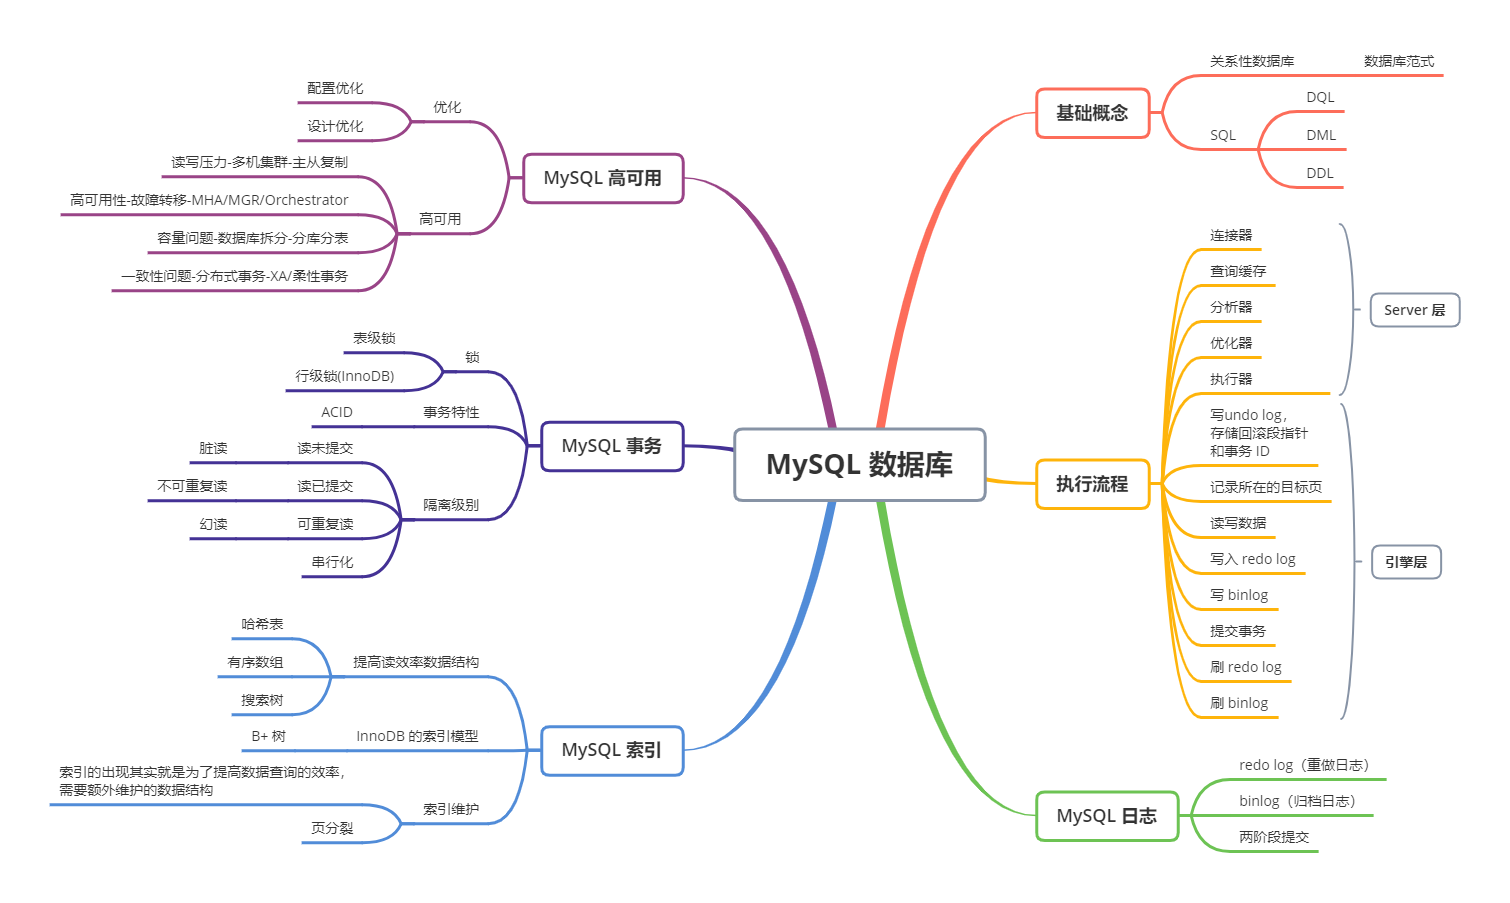 MySQL 数据库
基础概念
关系性数据库
数据库范式
SQL
DQL
DML
DDL
执行流程
连接器
查询缓存
分析器
优化器
执行器
Server 层
写undo log，
存储回滚段指针
和事务 ID
记录所在的目标页
读写数据
写入 redo log
写 binlog
提交事务
刷 redo log
刷 binlog
引擎层
MySQL 日志
redo log（重做日志）
binlog（归档日志）
两阶段提交
MySQL 高可用
优化
配置优化
设计优化
高可用
读写压力-多机集群-主从复制
高可用性-故障转移-MHA/MGR/Orchestrator
容量问题-数据库拆分-分库分表
一致性问题-分布式事务-XA/柔性事务
MySQL 事务
锁
表级锁
行级锁(InnoDB)
事务特性
ACID
隔离级别
读未提交
脏读
读已提交
不可重复读
可重复读
幻读
串行化
MySQL 索引
提高读效率数据结构
哈希表
有序数组
搜索树
InnoDB 的索引模型
B+ 树
索引维护
索引的出现其实就是为了提高数据查询的效率，
需要额外维护的数据结构
页分裂